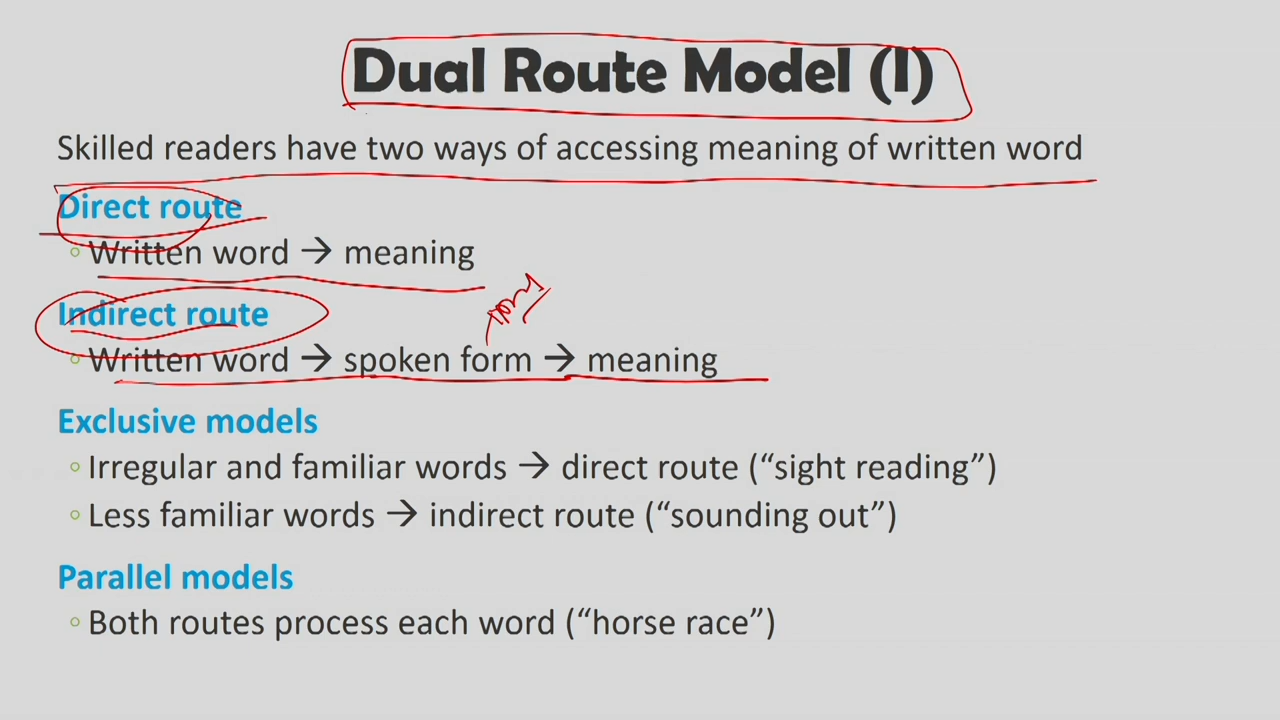 Dual Route Model (I)
Skilled readers have two ways of accessing meaning of written word
Direct route
◦ Written word → meaning
Indirect route
◦ Written word → spoken form → meaning
Exclusive models
◦ Irregular and familiar words → direct route (“sight reading”)
◦ Less familiar words → indirect route (“sounding out”)
Parallel models
◦ Both routes process each word (“horse race”)